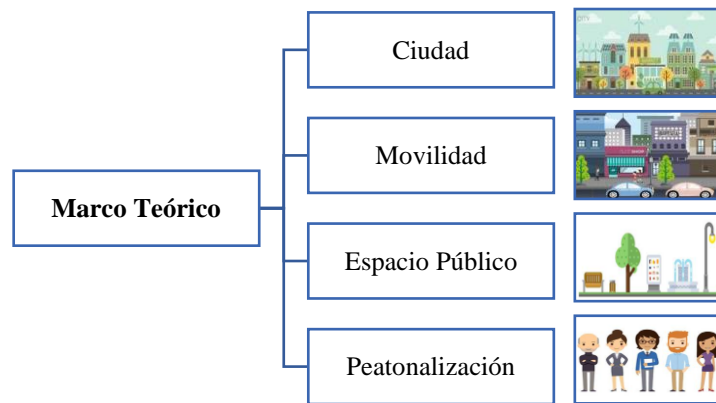 Ciudad
Movilidad
Marco Teórico
Espacio Público
Peatonalización